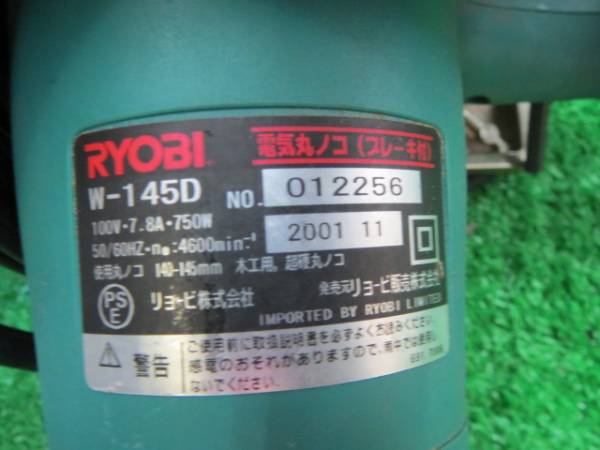 RYOBI 電気丸ノコ(ブレーキ付)
W-145D NO. 012256
100V・7.8A・750W 2001 11
50/60HZ・n₀:4600min⁻¹
使用丸ノコ 140-145mm 木工用,超硬丸ノコ
PS E リョービ株式会社 発売元リョービ販売株式会社
IMPORTED BY RYOBI LIMITED
警告 ご使用前に取扱説明書を必ずよくお読みください。
感電のおそれがありますので、雨中では使用し
ないでください。